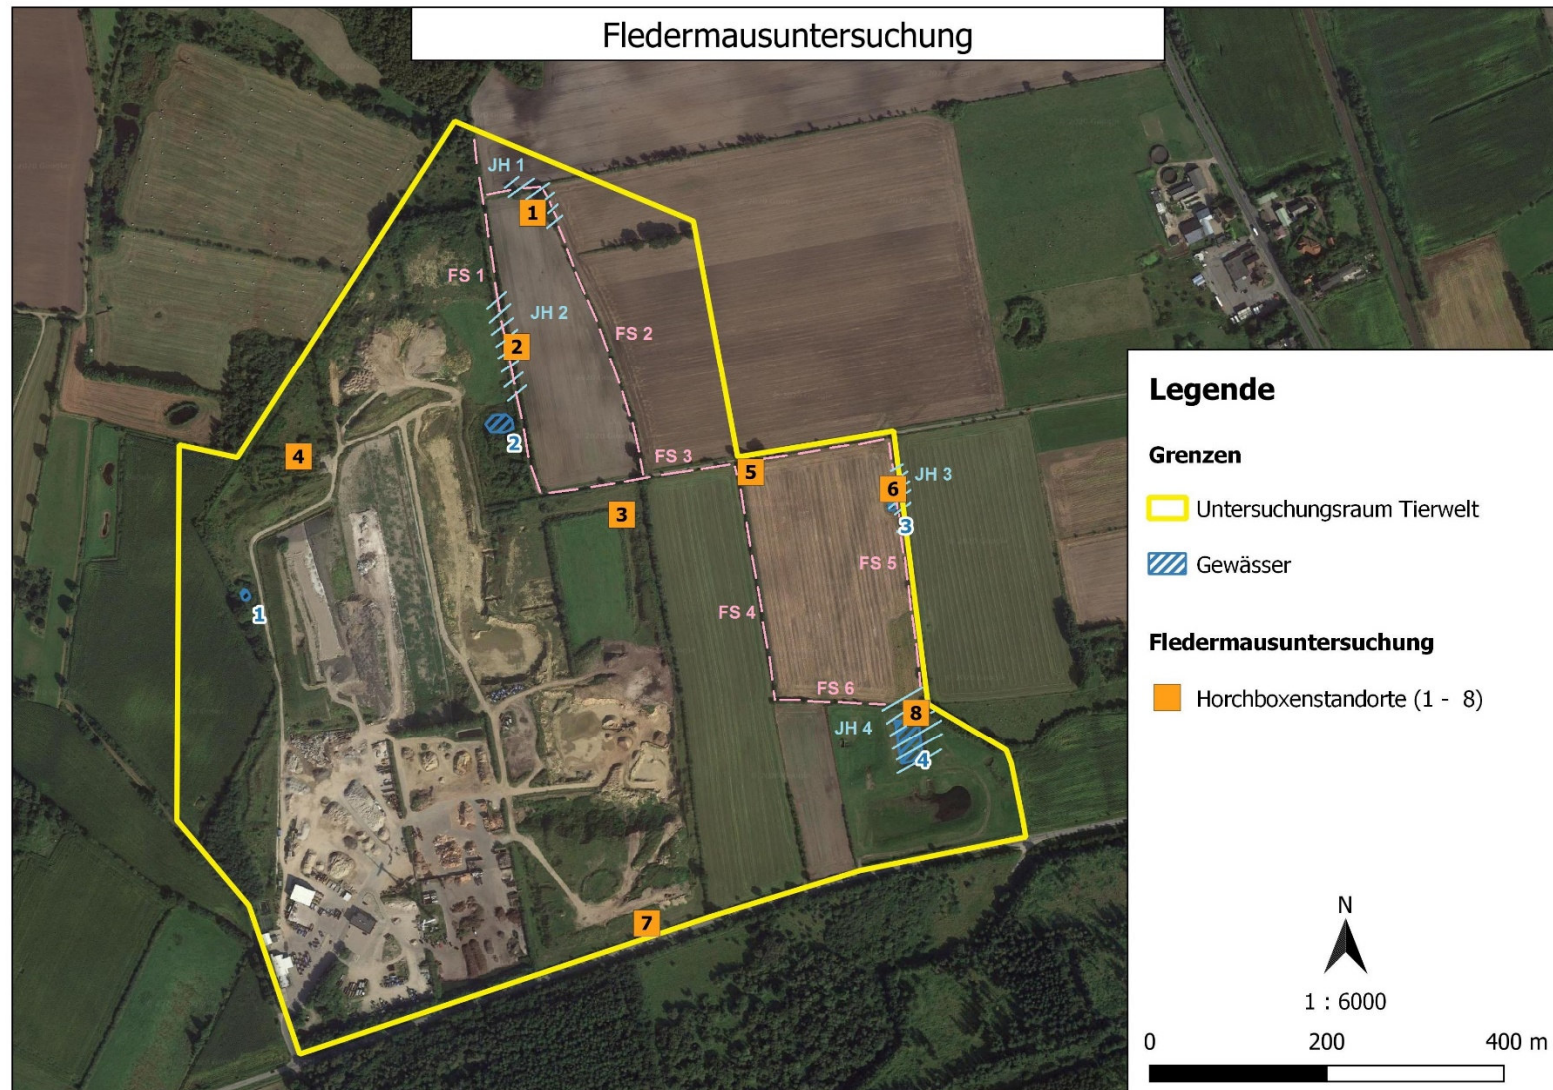 Fledermausuntersuchung
JH 1
1
FS 1
JH 2
FS 2
2
2
FS 3
4
5
6
JH 3
3
3
FS 5
1
FS 4
FS 6
8
JH 4
4
7
Legende
Grenzen
Untersuchungsraum Tierwelt
Gewässer
Fledermausuntersuchung
Horchboxenstandorte (1 - 8)
N
1 : 6000
0 200 400 m